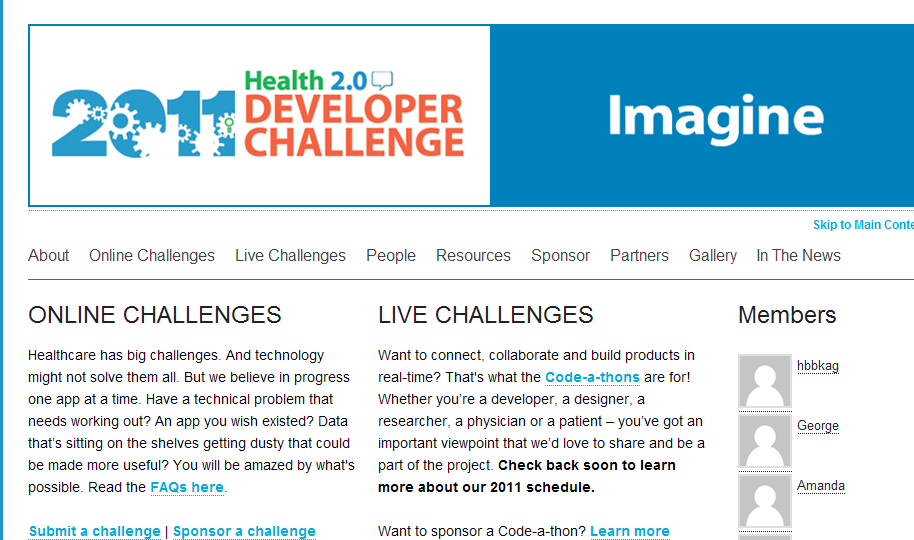 2011 Health 2.0
DEVELOPER
CHALLENGE
Imagine
Skip to Main Conte
About Online Challenges Live Challenges People Resources Sponsor Partners Gallery In The News
ONLINE CHALLENGES
Healthcare has big challenges. And technology
might not solve them all. But we believe in progress
one app at a time. Have a technical problem that
needs working out? An app you wish existed? Data
that's sitting on the shelves getting dusty that could
be made more useful? You will be amazed by what's
possible. Read the FAQs here.
Submit a challenge | Sponsor a challenge
LIVE CHALLENGES
Want to connect, collaborate and build products in
real-time? That's what the Code-a-thons are for!
Whether you're a developer, a designer, a
researcher, a physician or a patient – you've got an
important viewpoint that we'd love to share and be a
part of the project. Check back soon to learn
more about our 2011 schedule.
Want to sponsor a Code-a-thon? Learn more
Members
hbbkag
George
Amanda